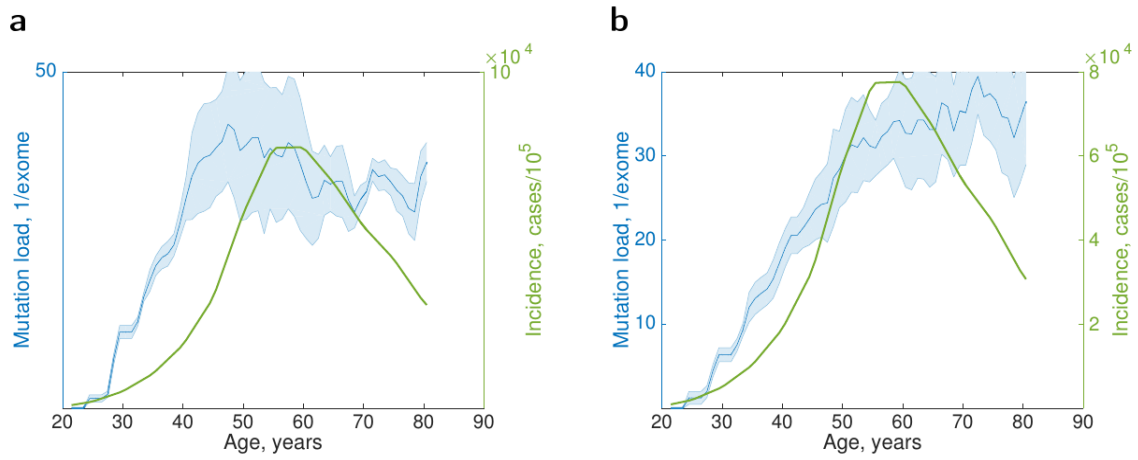 a
×10^4
50
10
Mutation load, 1/exome
Incidence, cases/10^5
20 30 40 50 60 70 80 90
Age, years
b
×10^4
40
30
20
10
8
6
4
2
Mutation load, 1/exome
Incidence, cases/10^5
20 30 40 50 60 70 80 90
Age, years